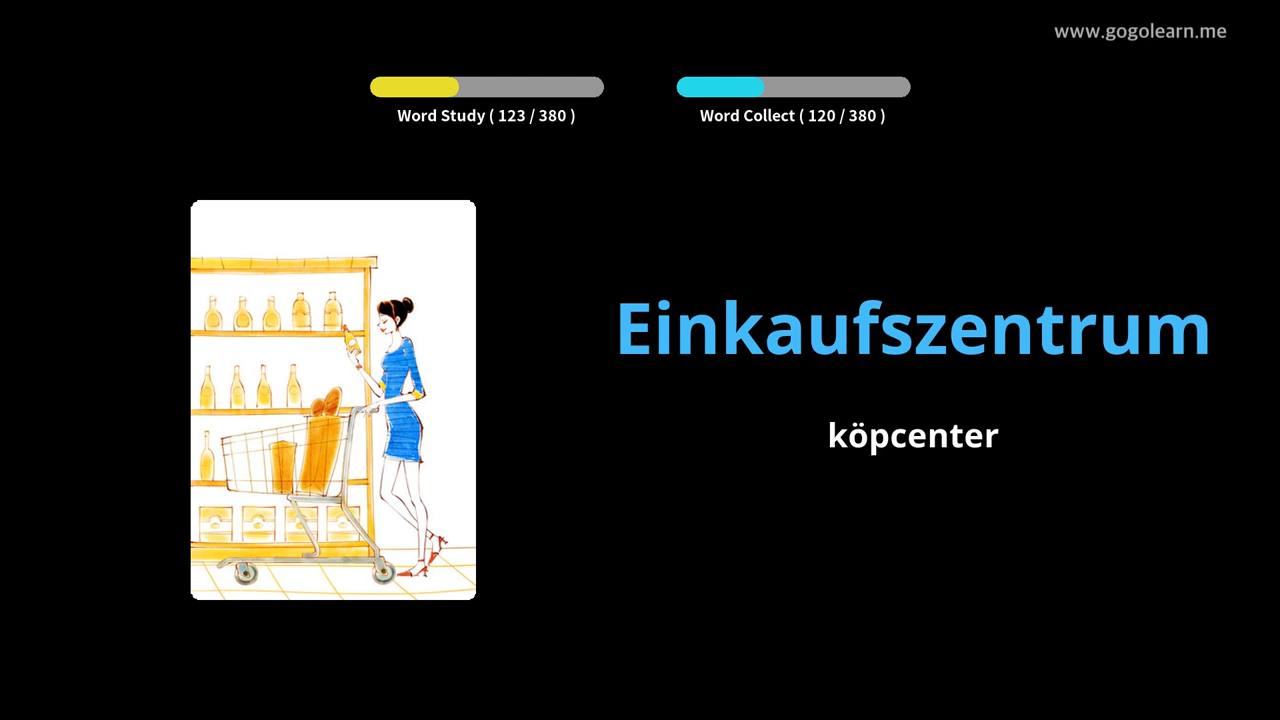 www.gogolearn.me
Word Study ( 123 / 380 )
Word Collect ( 120 / 380 )
Einkaufszentrum
köpcenter